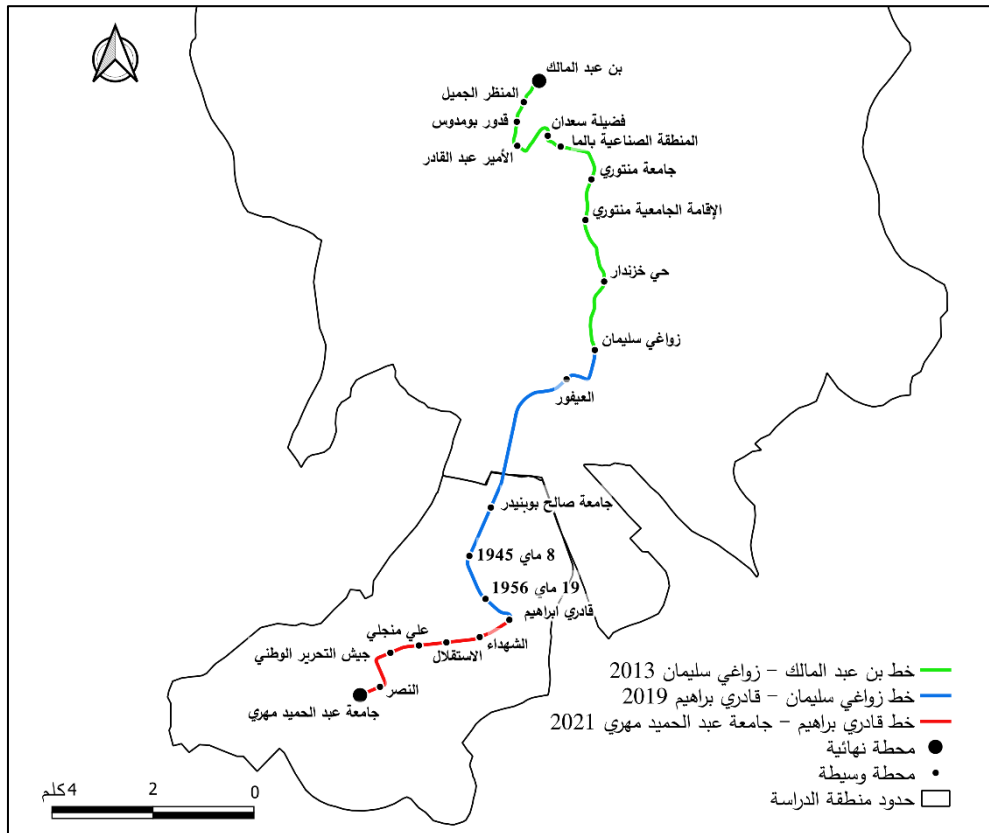 بن عبد المالك
المنظر الجميل
قدور بومدوس
فضيلة سعدان
المنطقة الصناعية بالما
الأمير عبد القادر
جامعة منتوري
الإقامة الجامعية منتوري
حي خزندار
زواغي سليمان
العيفور
جامعة صالح بوبنيدر
8 ماي 1945
19 ماي 1956
قادري ابراهيم
الشهداء
الاستقلال
علي منجلي
جيش التحرير الوطني
النصر
جامعة عبد الحميد مهري
خط بن عبد المالك – زواغي سليمان 2013
خط زواغي سليمان – قادري براهيم 2019
خط قادري براهيم – جامعة عبد الحميد مهري 2021
محطة نهائية
محطة وسيطة
حدود منطقة الدراسة
0 2 4 كلم